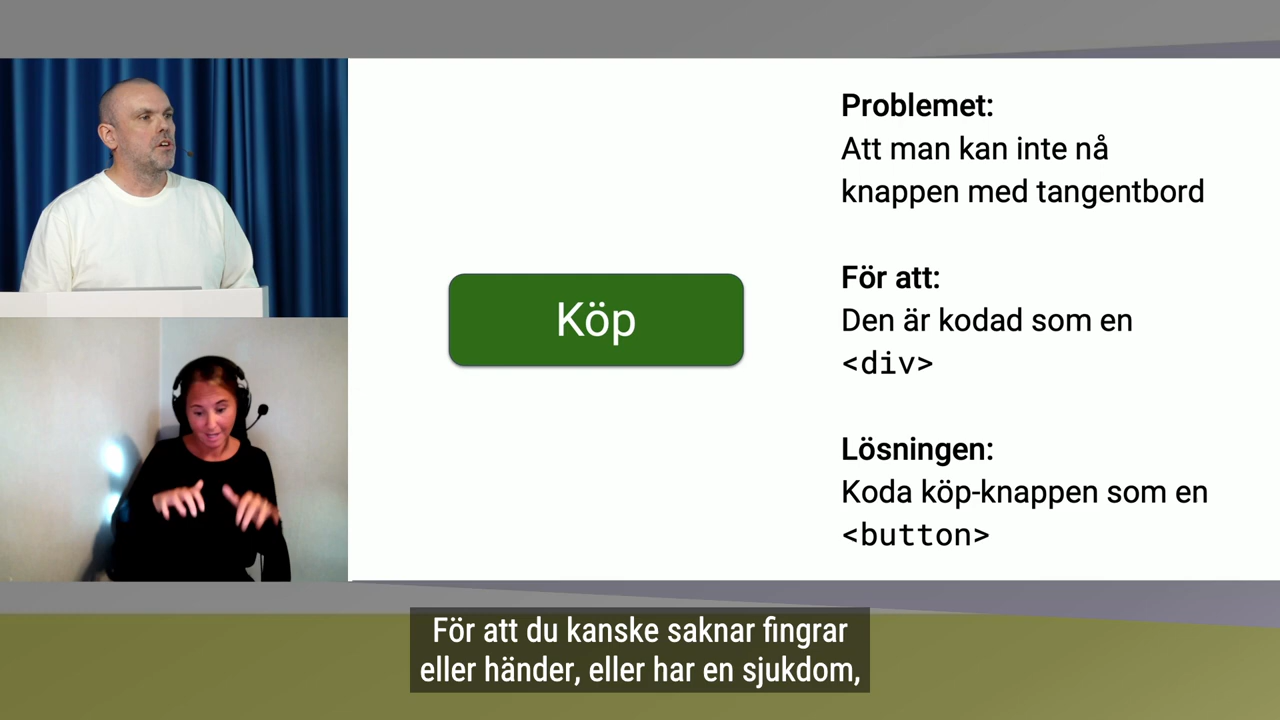 Köp
Problemet:
Att man kan inte nå
knappen med tangentbord
För att:
Den är kodad som en
<div>
Lösningen:
Koda köp-knappen som en
<button>
För att du kanske saknar fingrar
eller händer, eller har en sjukdom,